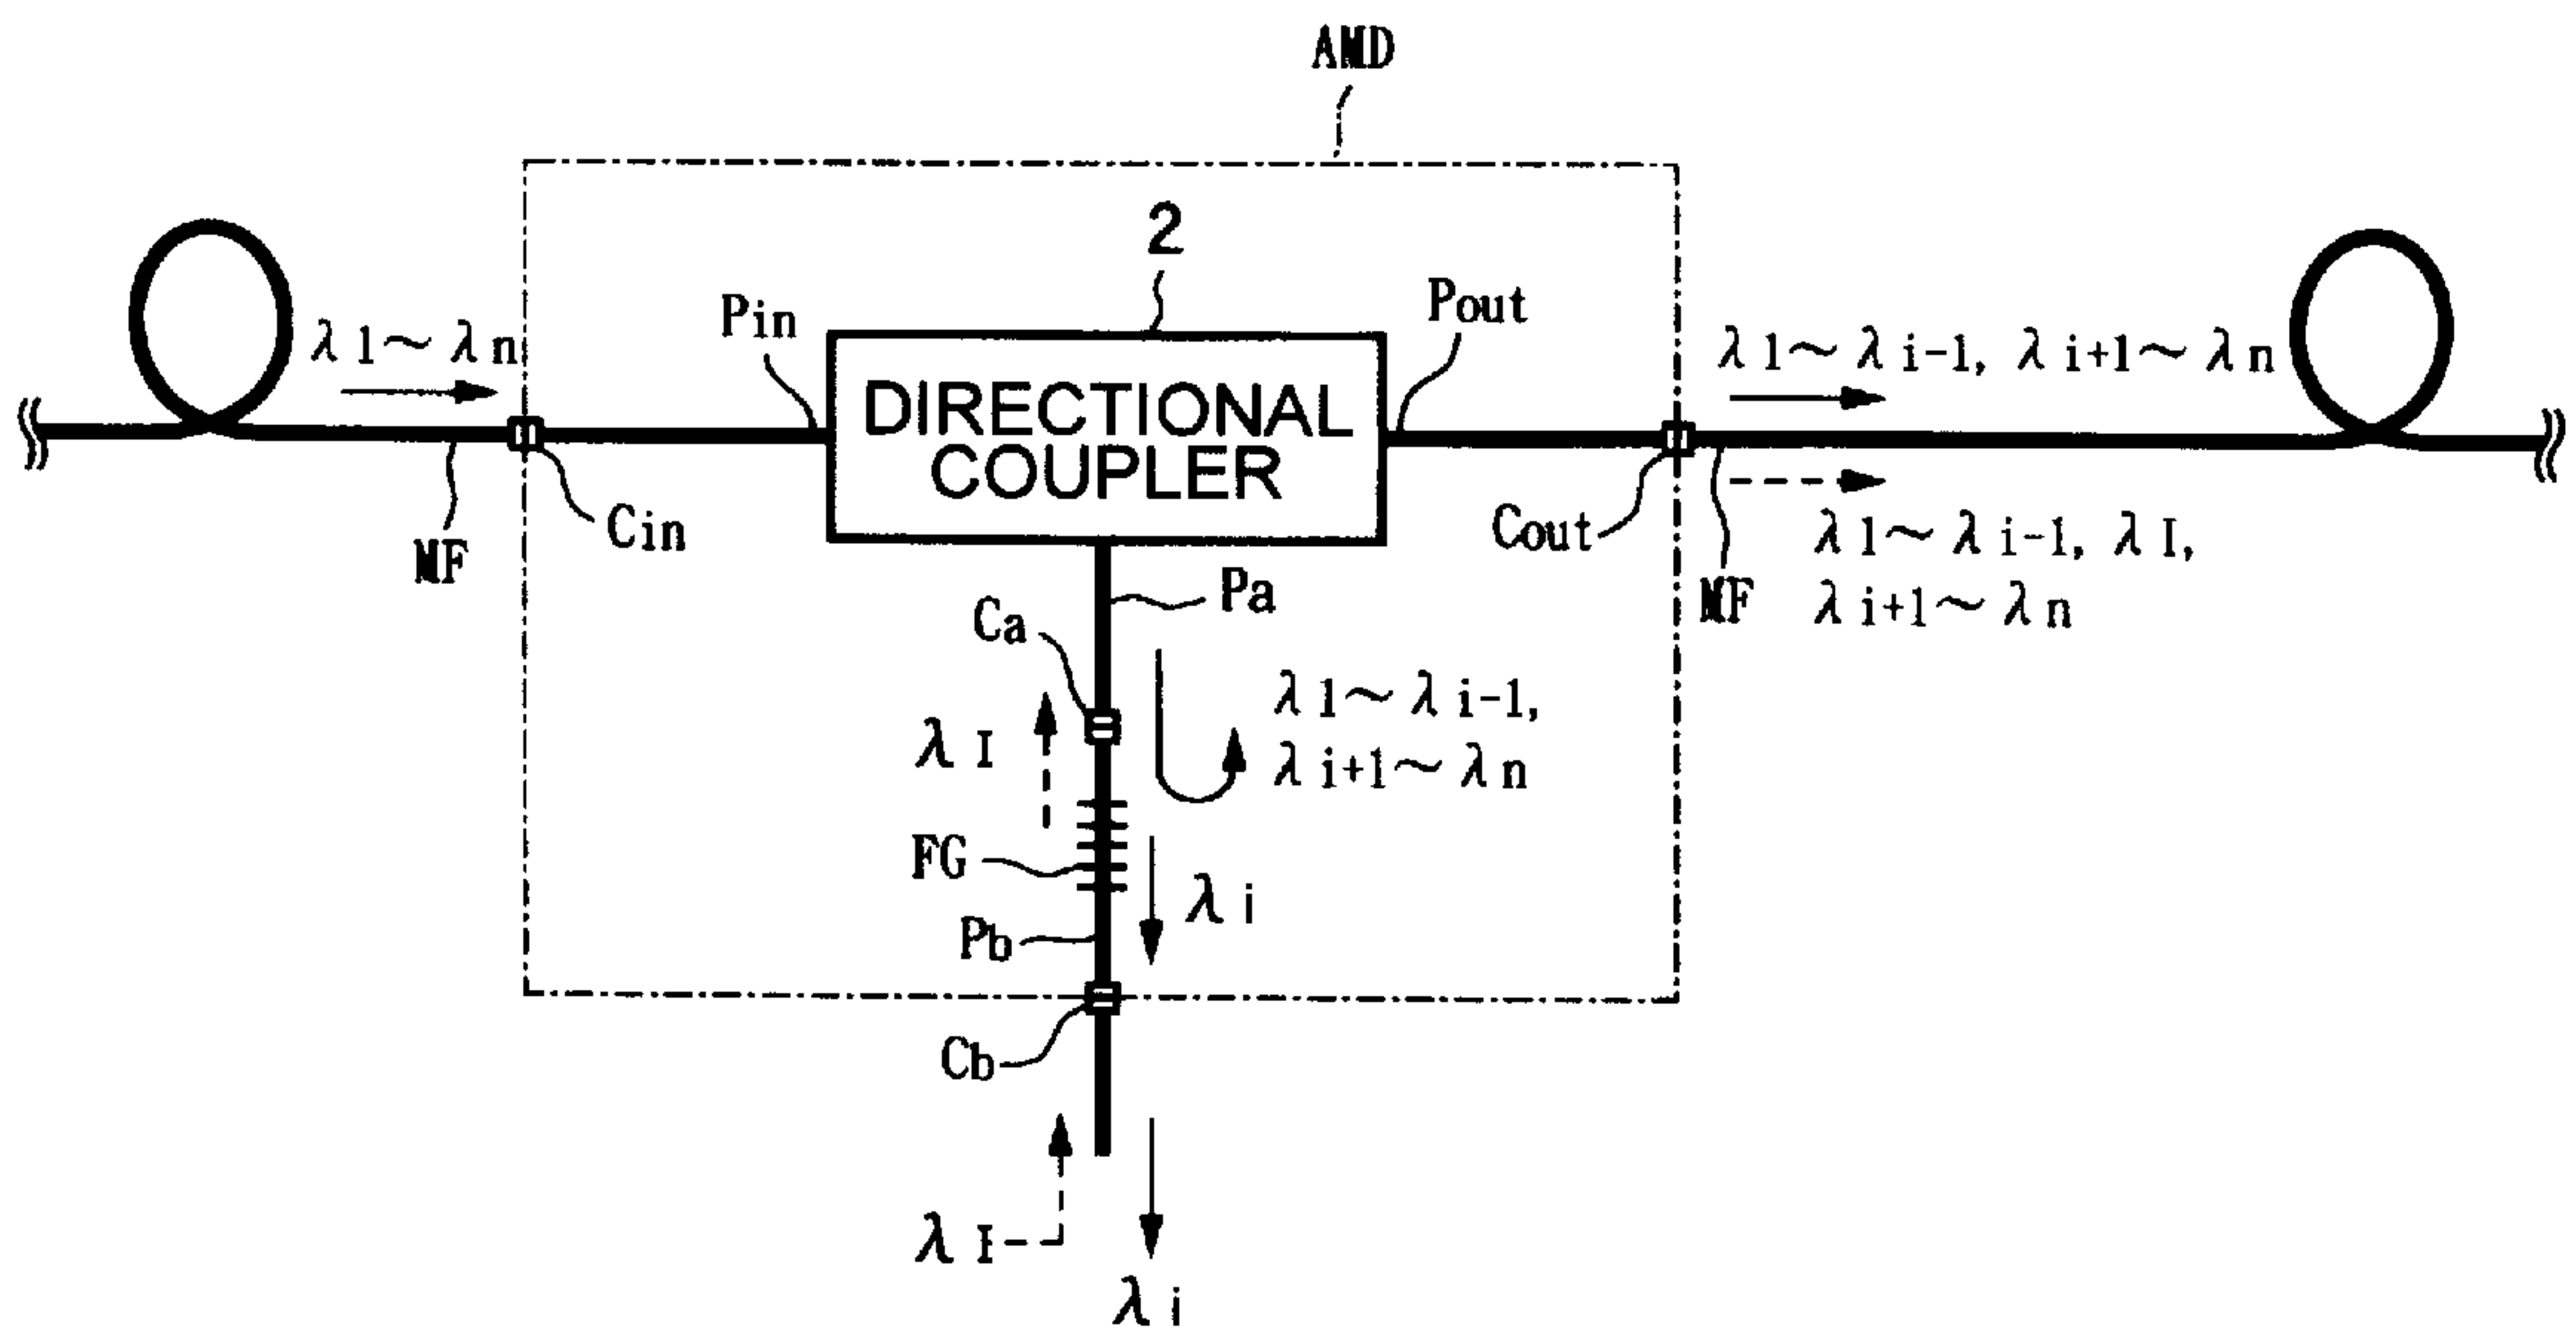 AMD
2
Pin
Pout
λ1～λn
λ1～λi-1, λi+1～λn
DIRECTIONAL
COUPLER
MF
Cin
Cout
MF
λ1～λi-1, λI,
λi+1～λn
Pa
Ca
λI
λ1～λi-1,
λi+1～λn
FG
λi
Pb
Cb
λI
λi